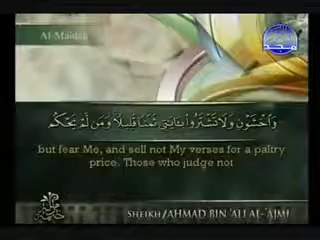 Al-Maidah
وَاخْشَوْنِ وَلَا تَشْتَرُوا بِآيَاتِي ثَمَنًا قَلِيلًا وَمَن لَّمْ يَحْكُم
but fear Me, and sell not My verses for a paltry
price. Those who judge not
SHEIKH/AHMAD BIN 'ALI AL-'AJMI